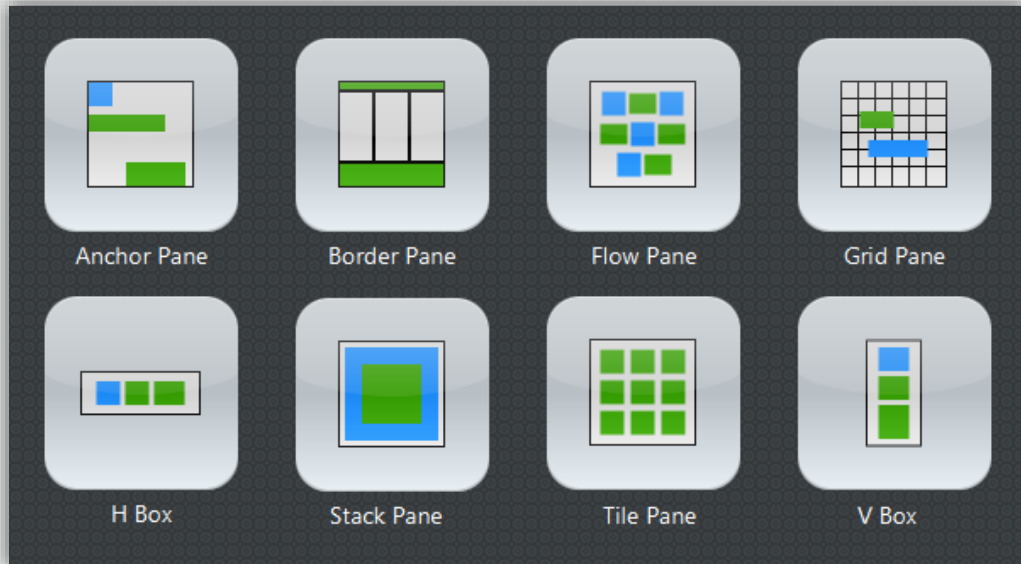 Anchor Pane
Border Pane
Flow Pane
Grid Pane
H Box
Stack Pane
Tile Pane
V Box